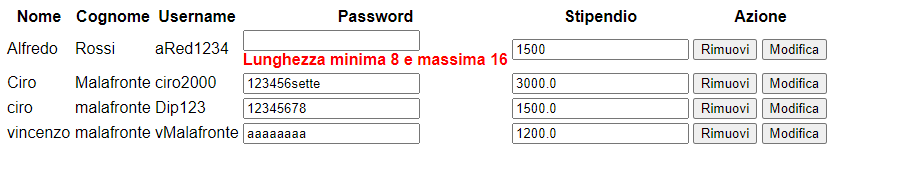 Nome Cognome Username Password Stipendio Azione
Alfredo Rossi aRed1234 1500 Rimuovi Modifica
Lunghezza minima 8 e massima 16
Ciro Malafronte ciro2000 123456sette 3000.0 Rimuovi Modifica
ciro malafronte Dip123 12345678 1500.0 Rimuovi Modifica
vincenzo malafronte vMalafronte aaaaaaaa 1200.0 Rimuovi Modifica